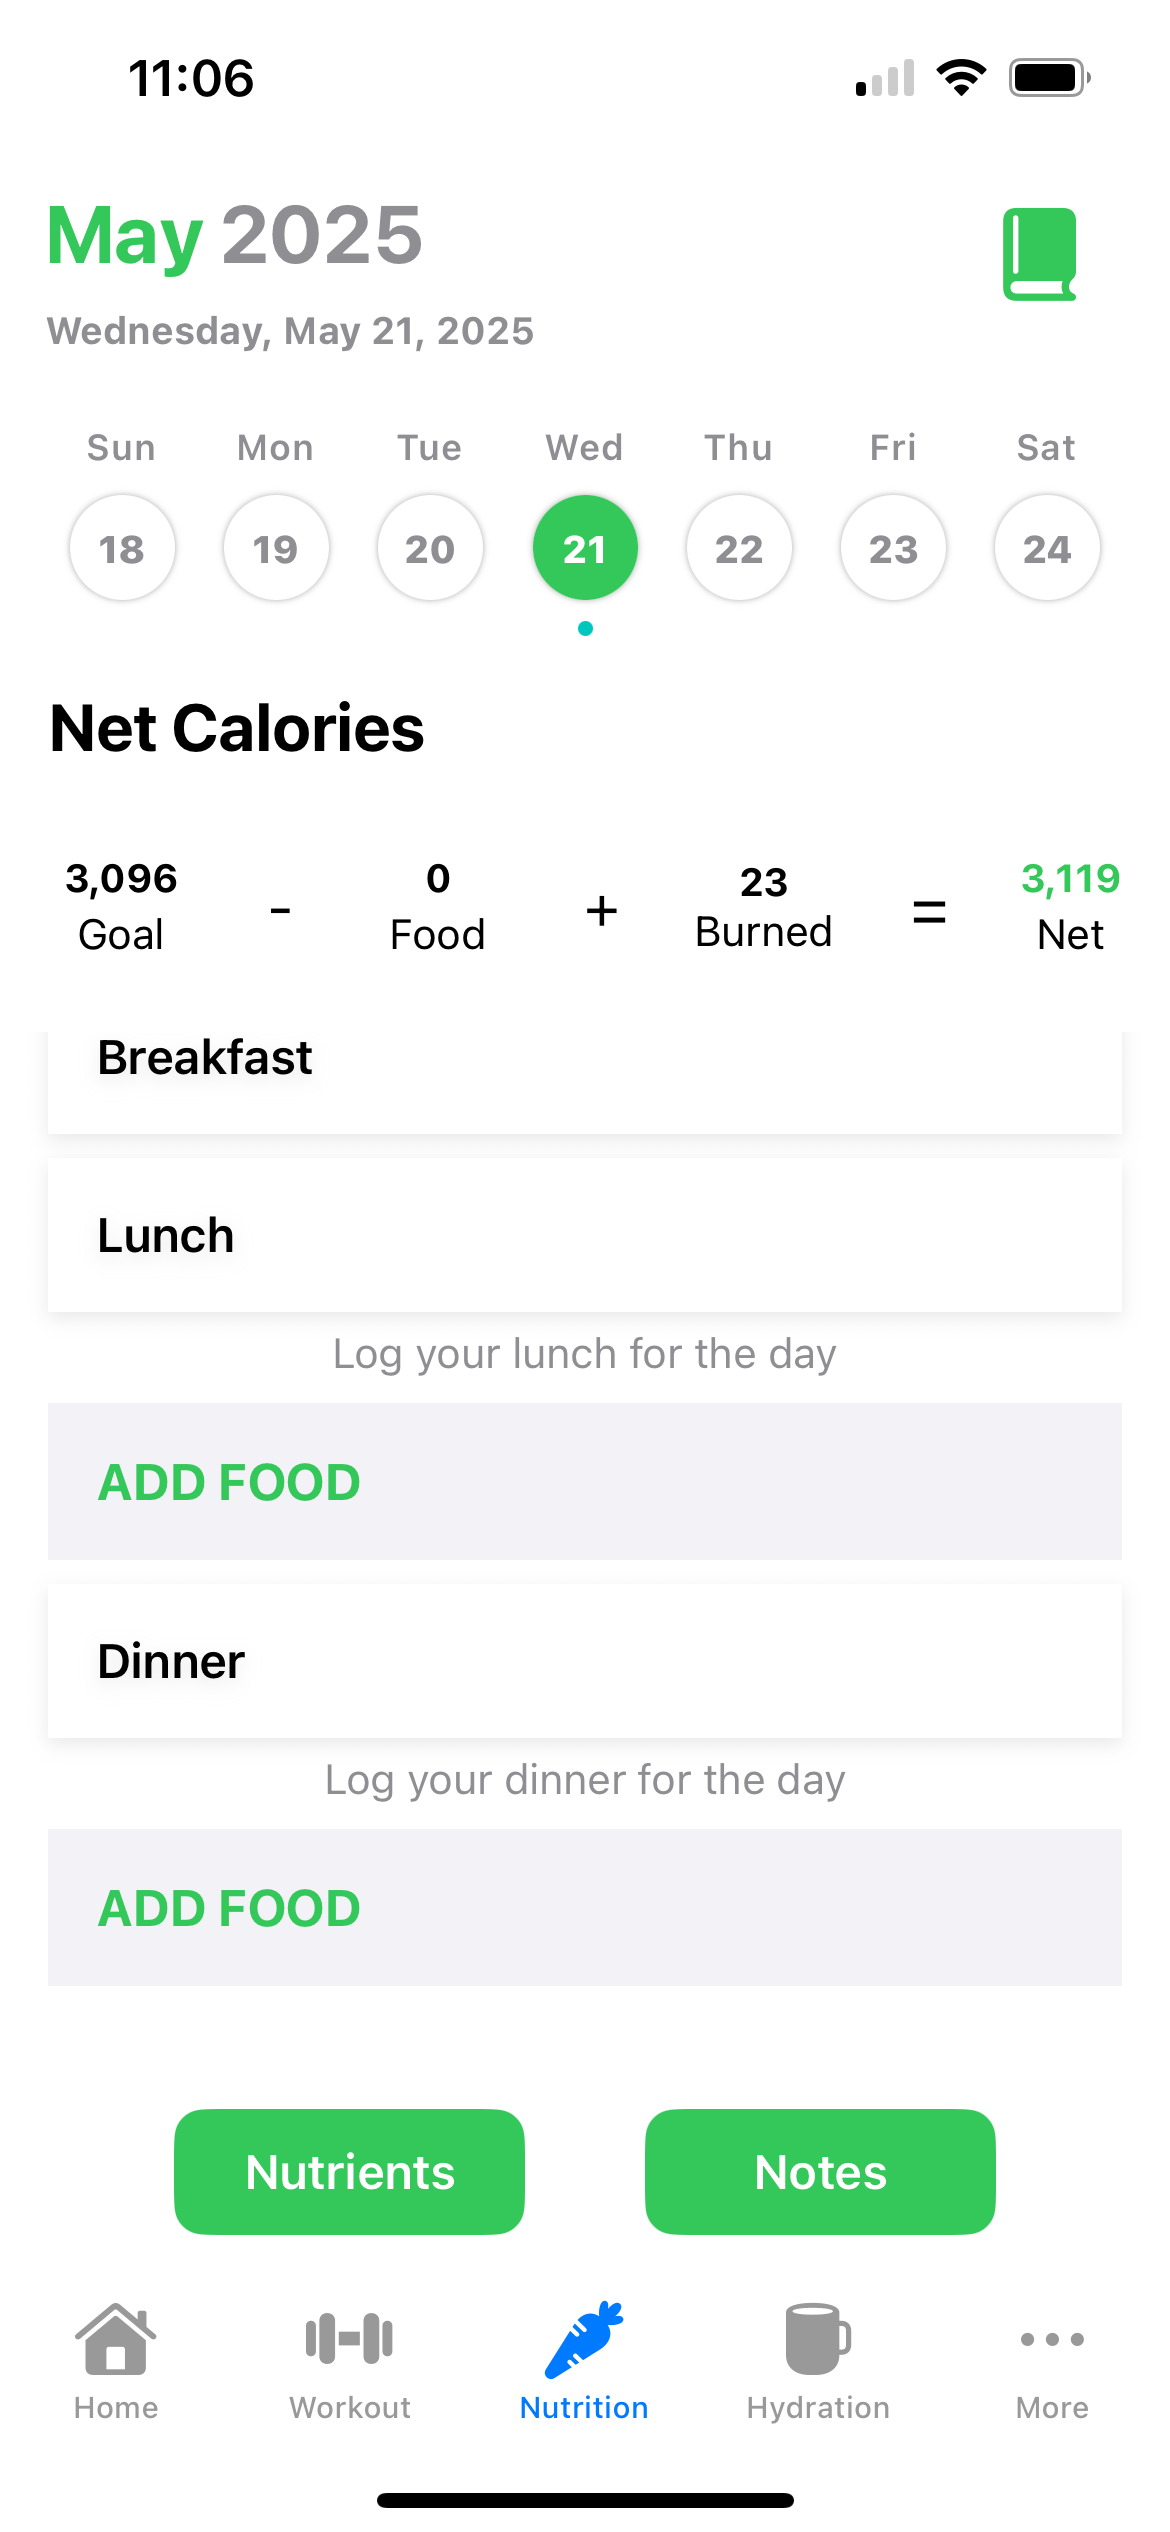 11:06
May 2025
Wednesday, May 21, 2025
Sun Mon Tue Wed Thu Fri Sat
18 19 20 21 22 23 24
Net Calories
3,096 - 0 + 23 = 3,119
Goal Food Burned Net
Breakfast
Lunch
Log your lunch for the day
ADD FOOD
Dinner
Log your dinner for the day
ADD FOOD
Nutrients Notes
Home Workout Nutrition Hydration More